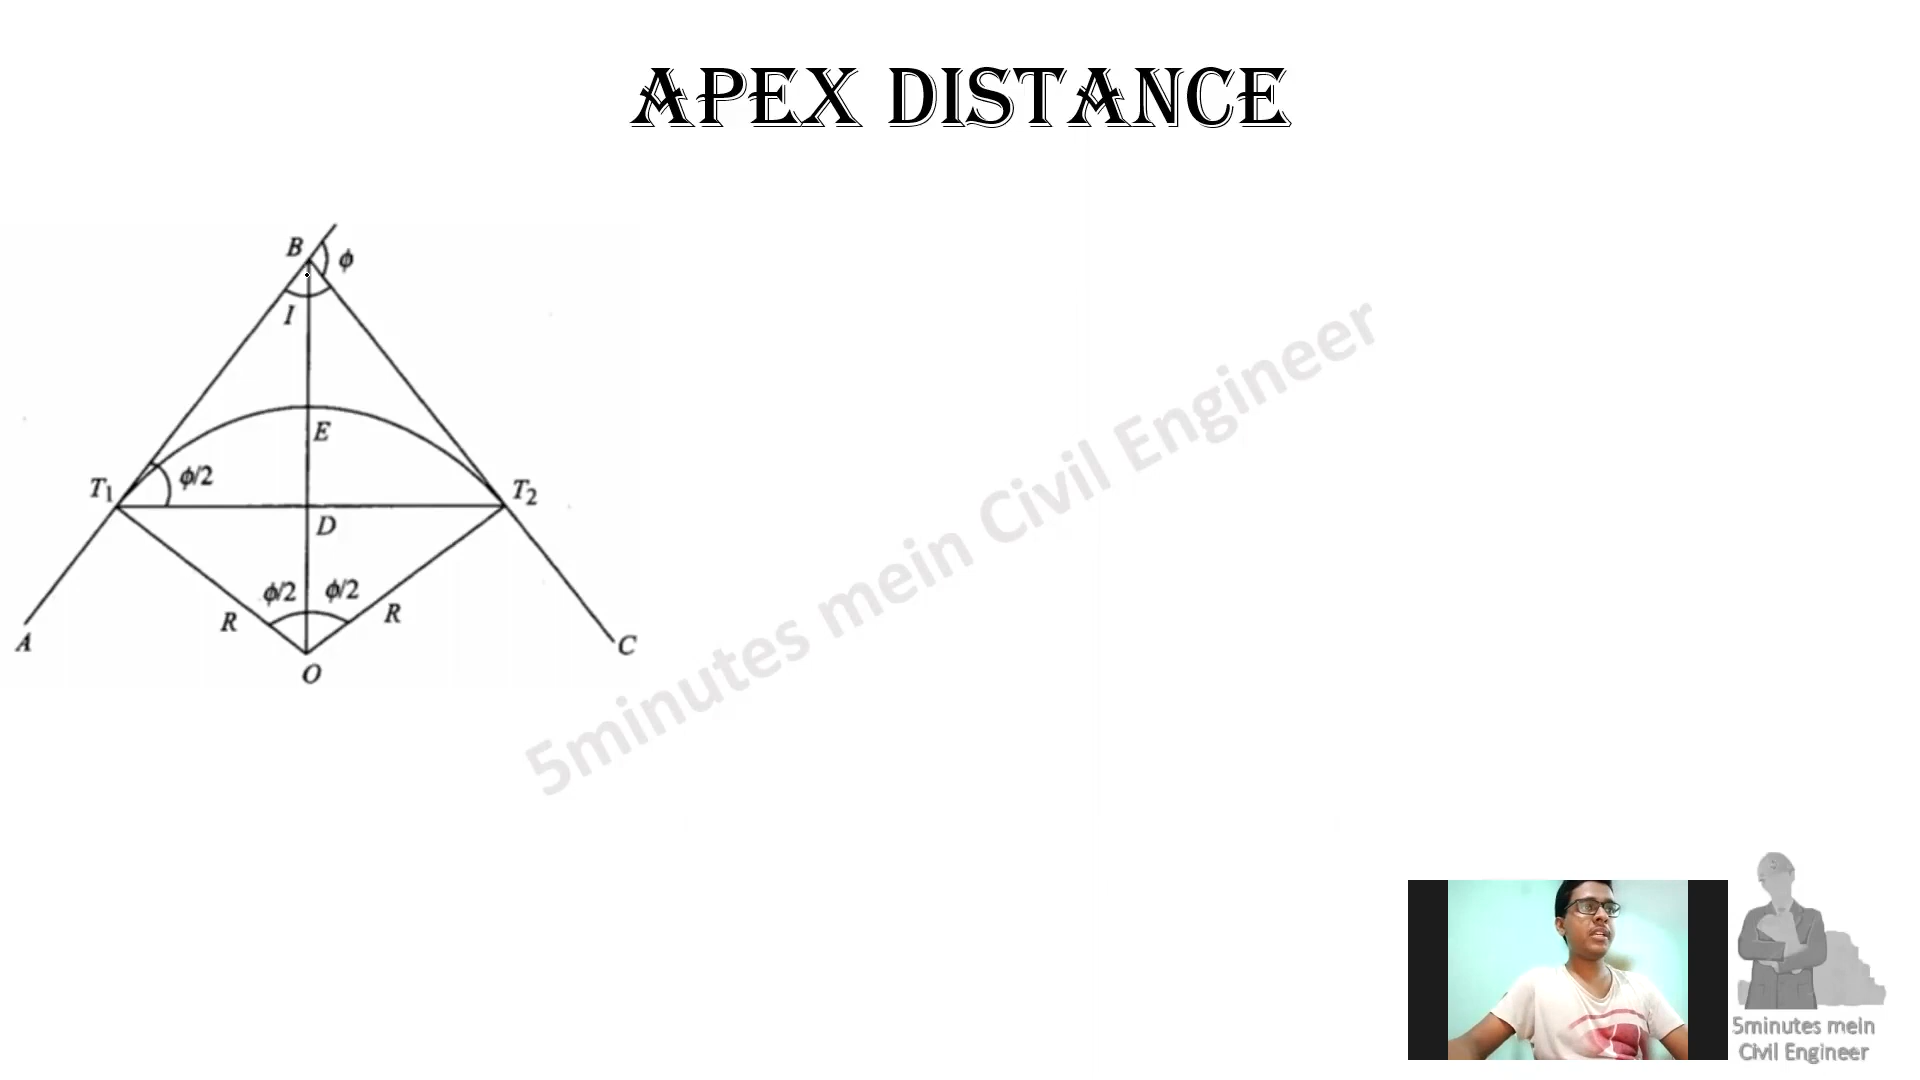 APEX DISTANCE
B
ϕ
I
E
T1
ϕ/2
T2
D
ϕ/2
ϕ/2
R
R
A
C
O
5minutes mein Civil Engineer
5minutes mein
Civil Engineer